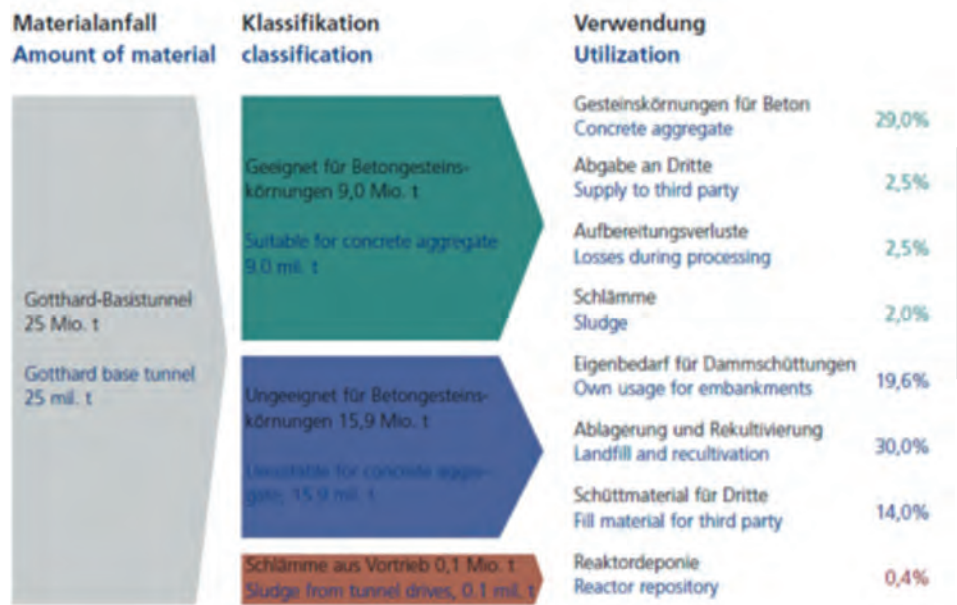 Materialanfall
Amount of material
Klassifikation
classification
Verwendung
Utilization
Gotthard-Basistunnel
25 Mio. t
Gotthard base tunnel
25 mil. t
Geeignet für Betongesteins-
körnungen 9,0 Mio. t
Suitable for concrete aggregate
9.0 mil. t
Ungeeignet für Betongesteins-
körnungen 15,9 Mio. t
Unsuitable for concrete aggre-
gate, 15.9 mil. t
Schlämme aus Vortrieb 0,1 Mio. t
Sludge from tunnel drives, 0.1 mil. t
Gesteinskörnungen für Beton
Concrete aggregate
29,0%
Abgabe an Dritte
Supply to third party
2,5%
Aufbereitungsverluste
Losses during processing
2,5%
Schlämme
Sludge
2,0%
Eigenbedarf für Dammschüttungen
Own usage for embankments
19,6%
Ablagerung und Rekultivierung
Landfill and recultivation
30,0%
Schüttmaterial für Dritte
Fill material for third party
14,0%
Reaktordeponie
Reactor repository
0,4%